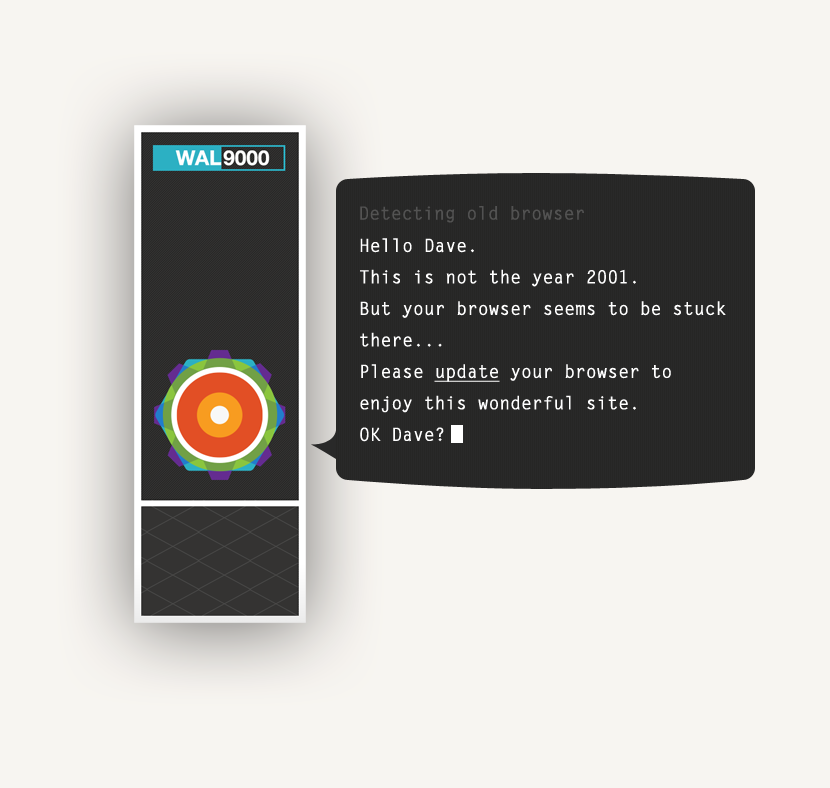 WAL9000
Detecting old browser
Hello Dave.
This is not the year 2001.
But your browser seems to be stuck
there...
Please update your browser to
enjoy this wonderful site.
OK Dave?